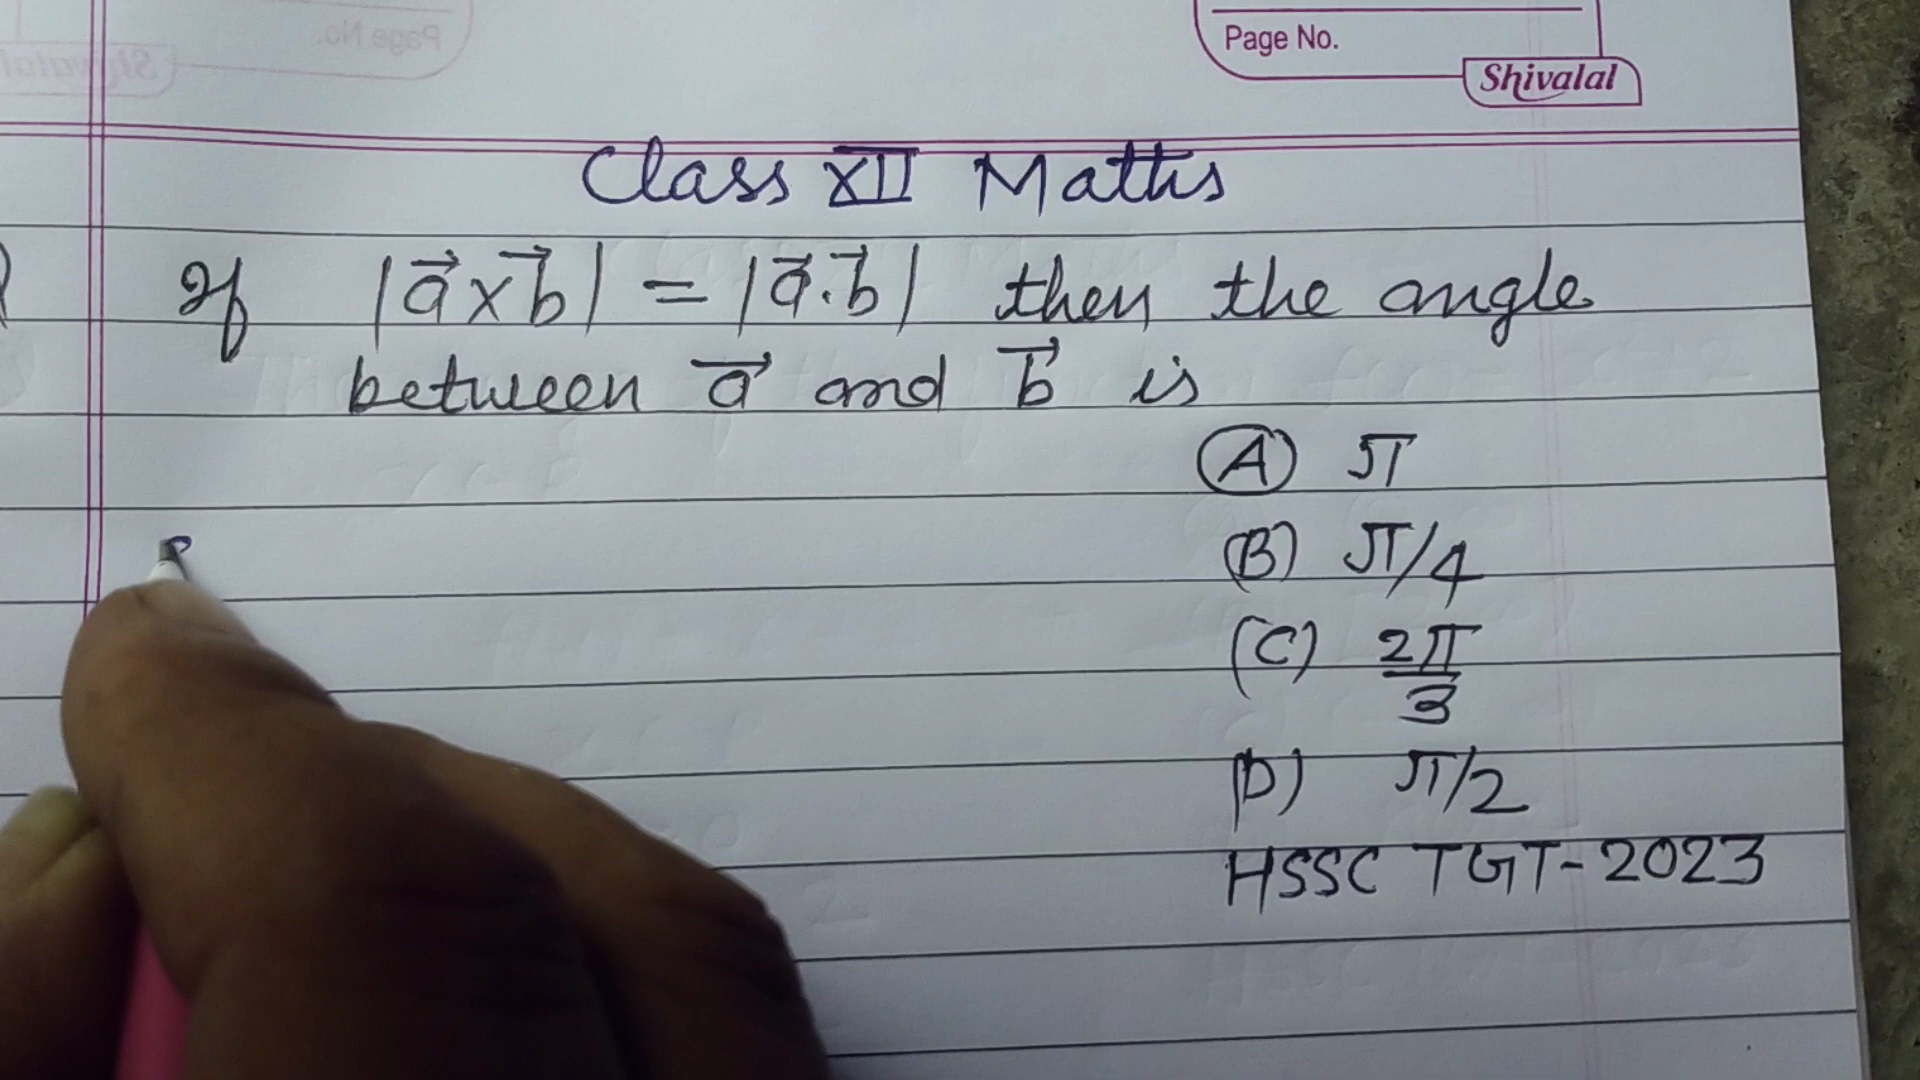 Page No.
Shivalal
Class XII Maths
If |a⃗×b⃗| = |a⃗.b⃗| then the angle
between a⃗ and b⃗ is
(A) π
(B) π/4
(C) 2π/3
(D) π/2
HSSC TGT-2023